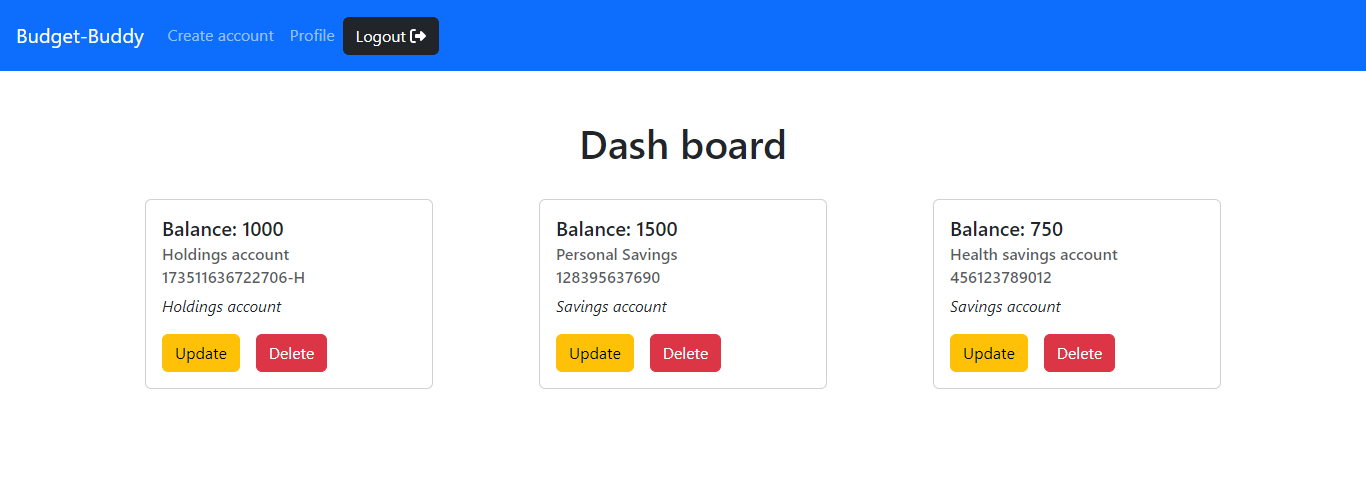 Budget-Buddy Create account Profile Logout
Dash board
Balance: 1000
Holdings account
173511636722706-H
Holdings account
Update Delete
Balance: 1500
Personal Savings
128395637690
Savings account
Update Delete
Balance: 750
Health savings account
456123789012
Savings account
Update Delete